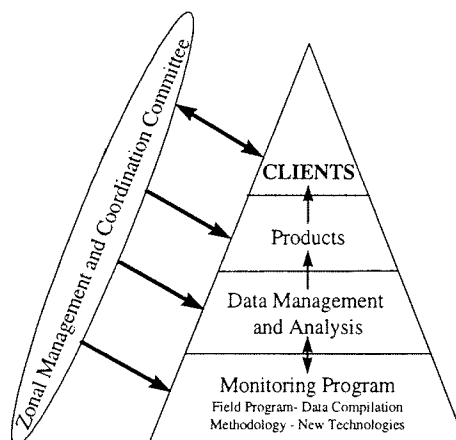 Zonal Management and Coordination Committee
CLIENTS
Products
Data Management
and Analysis
Monitoring Program
Field Program- Data Compilation
Methodology - New Technologies